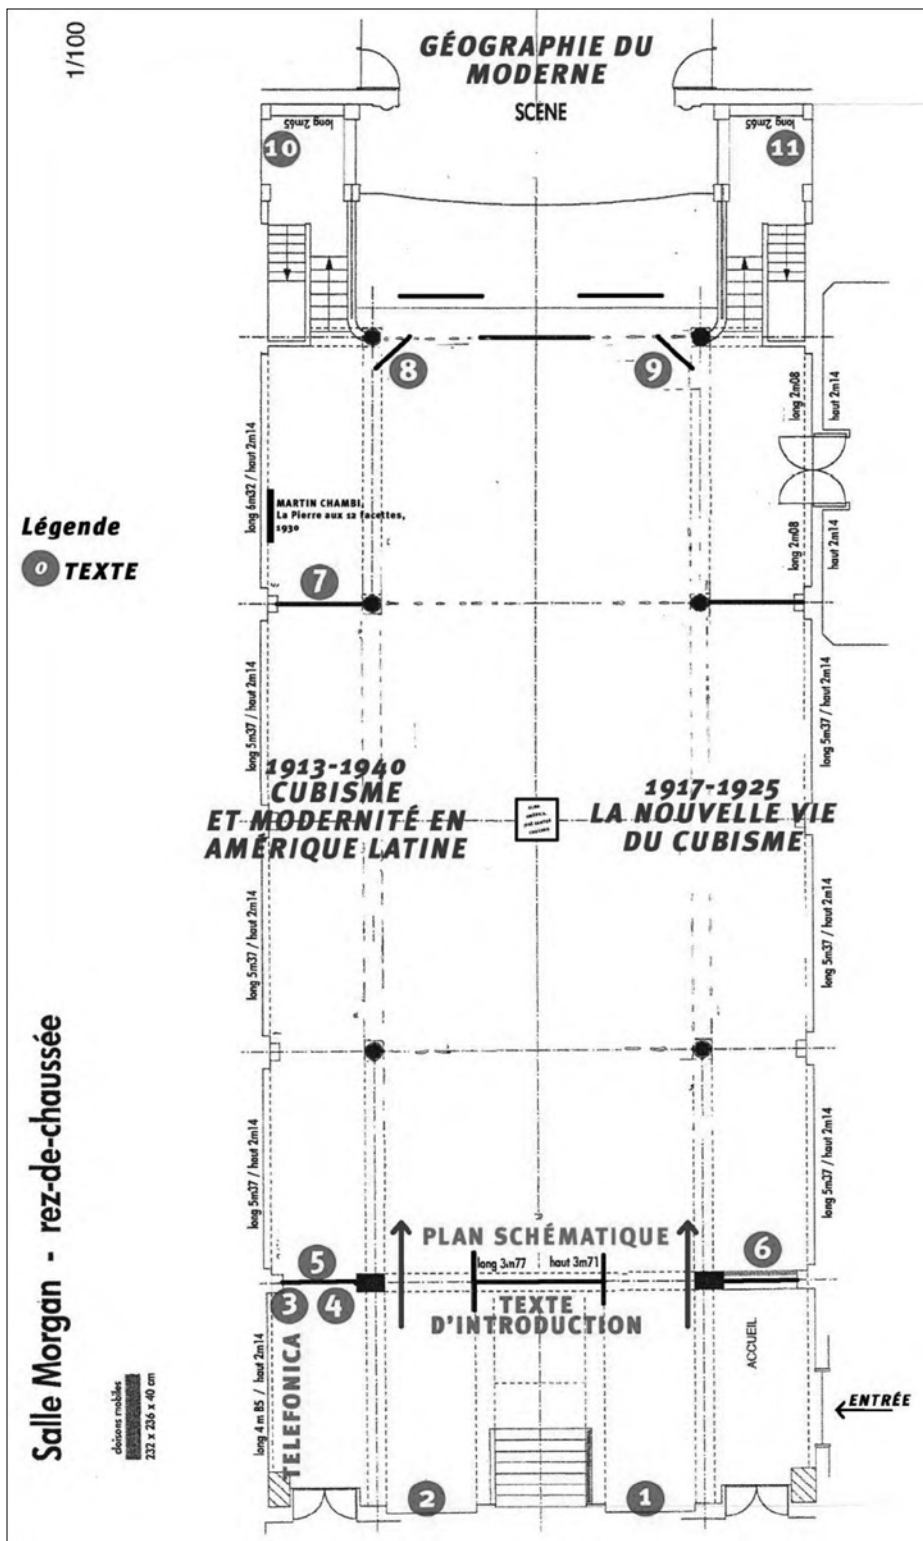 1/100
GÉOGRAPHIE DU
MODERNE
SCENE
long 2m65
long 2m65
10
11
8
9
long 2m08
haut 2m14
long 6m32 / haut 2m14
MARTIN CHAMBI,
La Pierre aux 12 facettes,
1930
Légende
0 TEXTE
long 2m08
haut 2m14
7
long 5m37 / haut 2m14
long 5m37 / haut 2m14
1913-1940
CUBISME
ET MODERNITÉ EN
AMÉRIQUE LATINE
1917-1925
LA NOUVELLE VIE
DU CUBISME
long 5m37 / haut 2m14
long 5m37 / haut 2m14
long 5m37 / haut 2m14
long 5m37 / haut 2m14
Salle Morgan - rez-de-chaussée
PLAN SCHÉMATIQUE
long 3m77 haut 3m71
5
6
3
4
TEXTE
D'INTRODUCTION
TELEFONICA
ACCUEIL
long 4 m 85 / haut 2m14
cloisons mobiles
232 x 236 x 40 cm
ENTRÉE
2
1